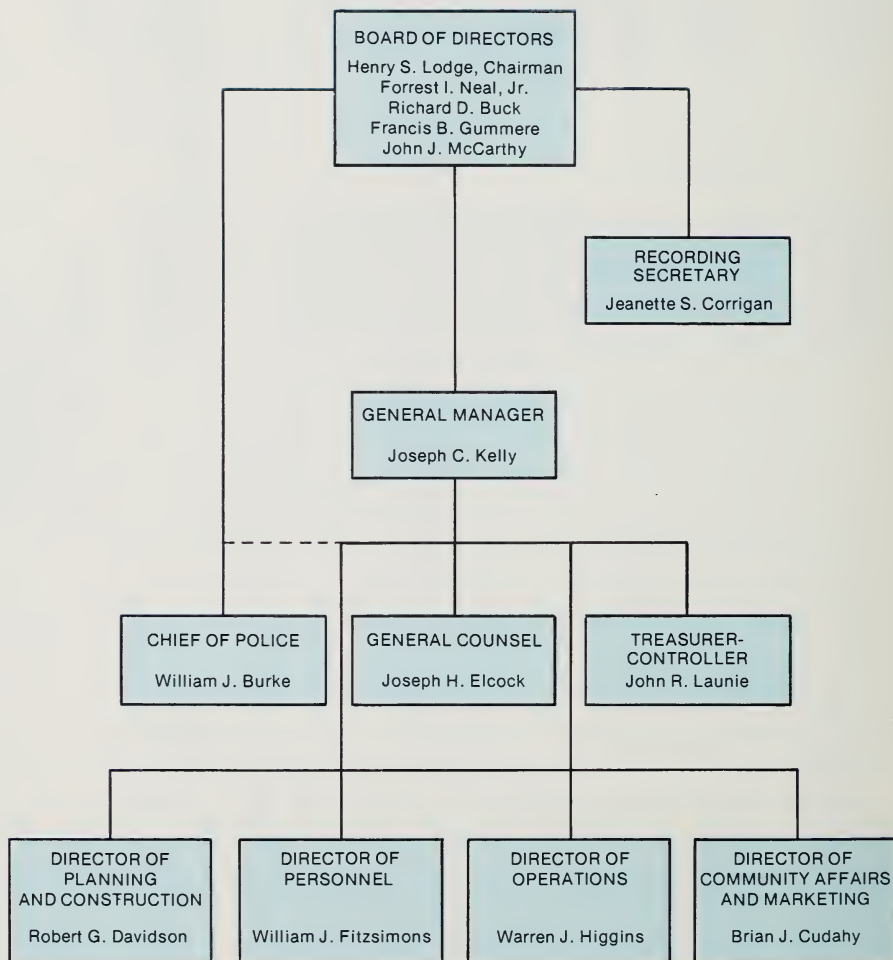 BOARD OF DIRECTORS
Henry S. Lodge, Chairman
Forrest I. Neal, Jr.
Richard D. Buck
Francis B. Gummere
John J. McCarthy
RECORDING
SECRETARY
Jeanette S. Corrigan
GENERAL MANAGER
Joseph C. Kelly
CHIEF OF POLICE
William J. Burke
GENERAL COUNSEL
Joseph H. Elcock
TREASURER-
CONTROLLER
John R. Launie
DIRECTOR OF
PLANNING
AND CONSTRUCTION
Robert G. Davidson
DIRECTOR OF
PERSONNEL
William J. Fitzsimons
DIRECTOR OF
OPERATIONS
Warren J. Higgins
DIRECTOR OF
COMMUNITY AFFAIRS
AND MARKETING
Brian J. Cudahy